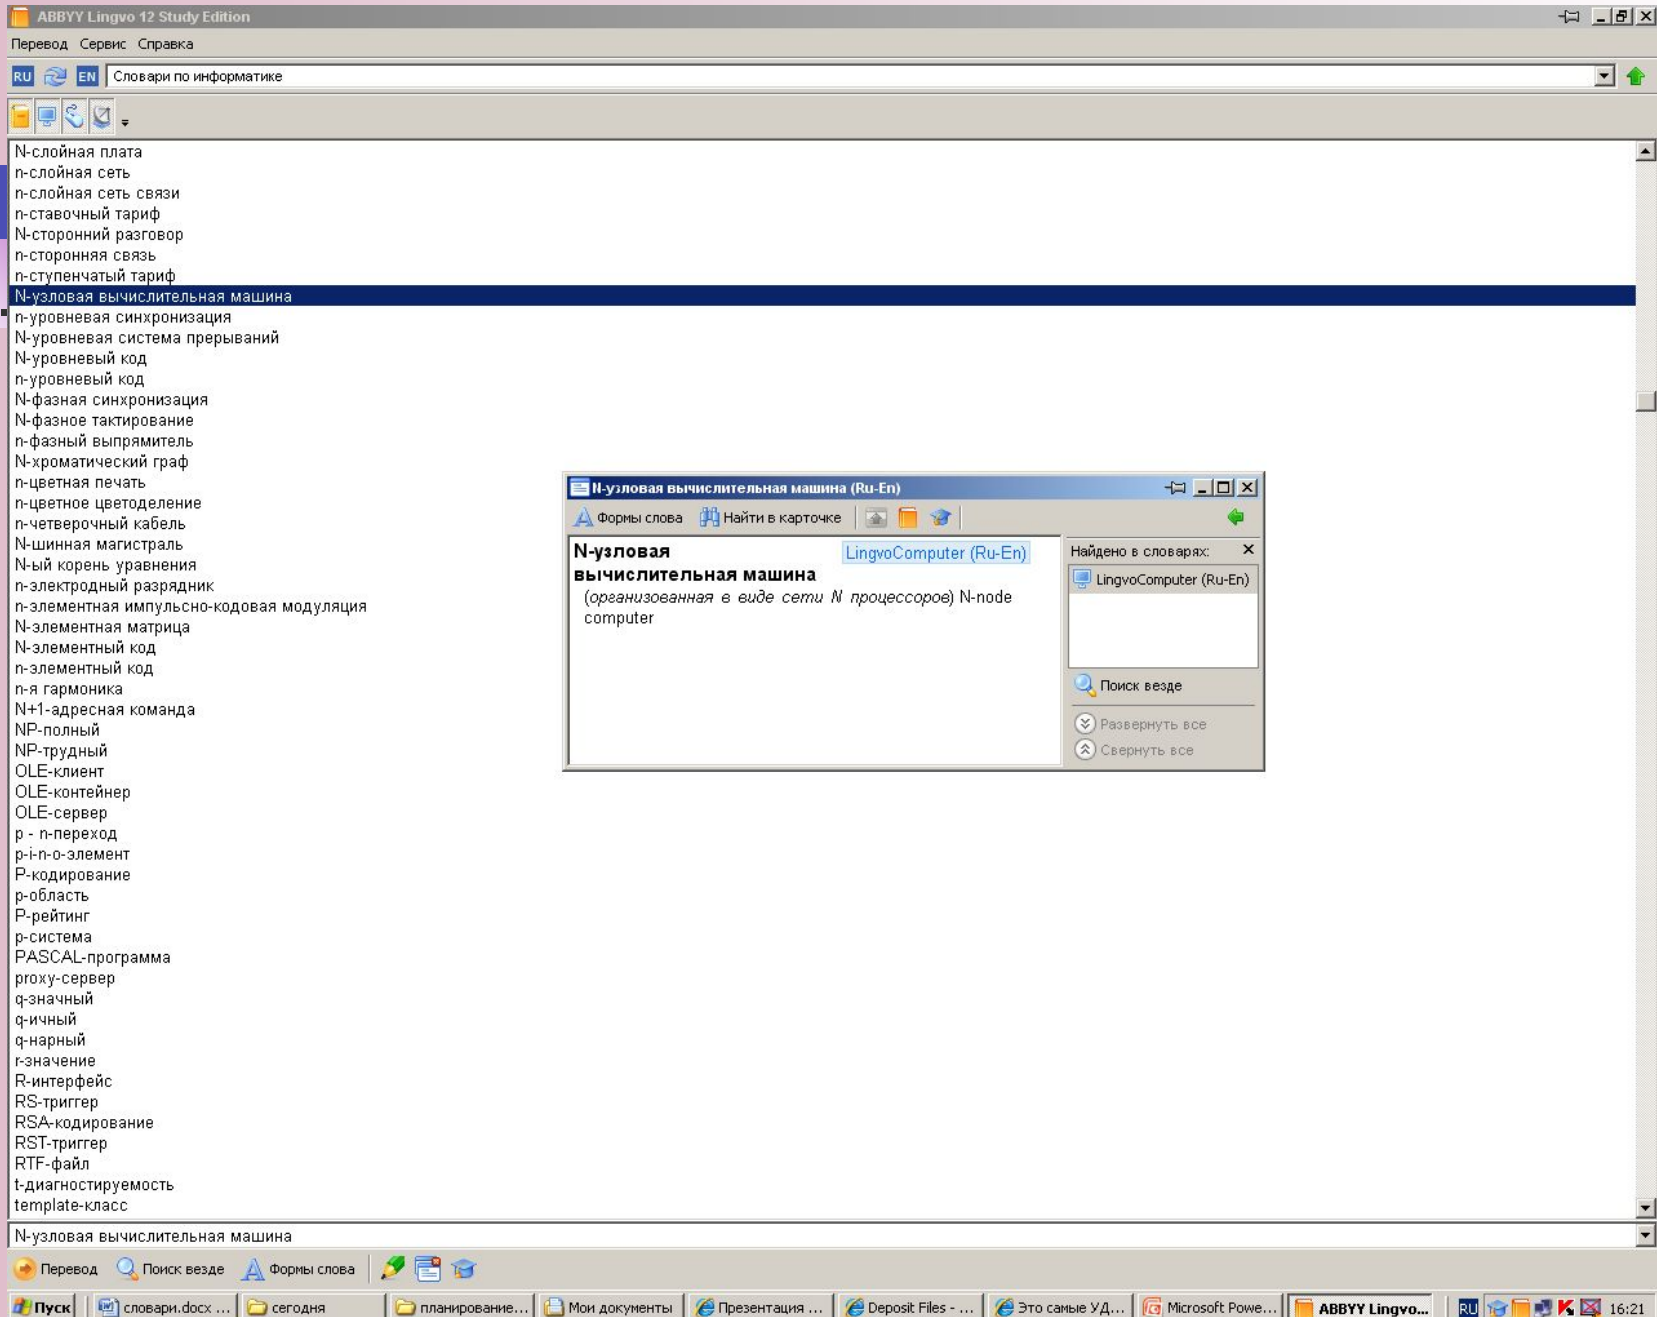 ABBYY Lingvo 12 Study Edition
Перевод Сервис Справка
RU EN Словари по информатике
N-слойная плата
n-слойная сеть
n-слойная сеть связи
n-ставочный тариф
N-сторонний разговор
n-сторонняя связь
n-ступенчатый тариф
N-узловая вычислительная машина
n-уровневая синхронизация
N-уровневая система прерываний
N-уровневый код
n-уровневый код
N-фазная синхронизация
N-фазное тактирование
n-фазный выпрямитель
N-хроматический граф
n-цветная печать
n-цветное цветоделение
n-четверочный кабель
N-шинная магистраль
N-ый корень уравнения
n-электродный разрядник
n-элементная импульсно-кодовая модуляция
N-элементная матрица
N-элементный код
n-элементный код
n-я гармоника
N+1-адресная команда
NP-полный
NP-трудный
OLE-клиент
OLE-контейнер
OLE-сервер
p - n-переход
p-i-n-o-элемент
P-кодирование
p-область
P-рейтинг
p-система
PASCAL-программа
proxy-сервер
q-значный
q-ичный
q-нарный
r-значение
R-интерфейс
RS-триггер
RSA-кодирование
RST-триггер
RTF-файл
t-диагностируемость
template-класс
N-узловая вычислительная машина (Ru-En)
Формы слова Найти в карточке
N-узловая LingvoComputer (Ru-En)
вычислительная машина
(организованная в виде сети N процессоров) N-node
computer
Найдено в словарях:
LingvoComputer (Ru-En)
Поиск везде
Развернуть все
Свернуть все
N-узловая вычислительная машина
Перевод Поиск везде Формы слова
Пуск словари.docx ... сегодня планирование... Мои документы Презентация ... Deposit Files - ... Это самые УД... Microsoft Powe... ABBYY Lingvo... RU 16:21